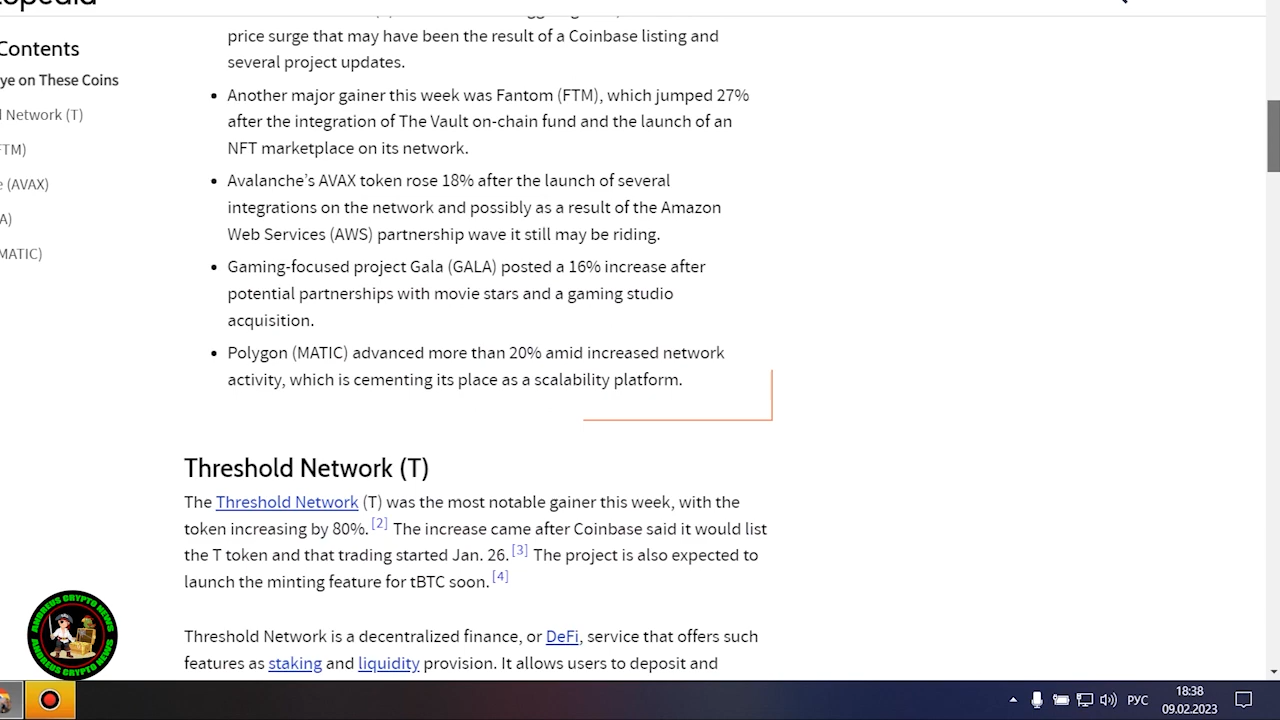 Contents
ye on These Coins
l Network (T)
FTM)
e (AVAX)
A)
MATIC)
price surge that may have been the result of a Coinbase listing and
several project updates.
• Another major gainer this week was Fantom (FTM), which jumped 27%
after the integration of The Vault on-chain fund and the launch of an
NFT marketplace on its network.
• Avalanche’s AVAX token rose 18% after the launch of several
integrations on the network and possibly as a result of the Amazon
Web Services (AWS) partnership wave it still may be riding.
• Gaming-focused project Gala (GALA) posted a 16% increase after
potential partnerships with movie stars and a gaming studio
acquisition.
• Polygon (MATIC) advanced more than 20% amid increased network
activity, which is cementing its place as a scalability platform.
Threshold Network (T)
The Threshold Network (T) was the most notable gainer this week, with the
token increasing by 80%. [2] The increase came after Coinbase said it would list
the T token and that trading started Jan. 26. [3] The project is also expected to
launch the minting feature for tBTC soon. [4]
Threshold Network is a decentralized finance, or DeFi, service that offers such
features as staking and liquidity provision. It allows users to deposit and
ANDREUS CRYPTO NEWS
ANDREUS CRYPTO NEWS
РУС
18:38
09.02.2023